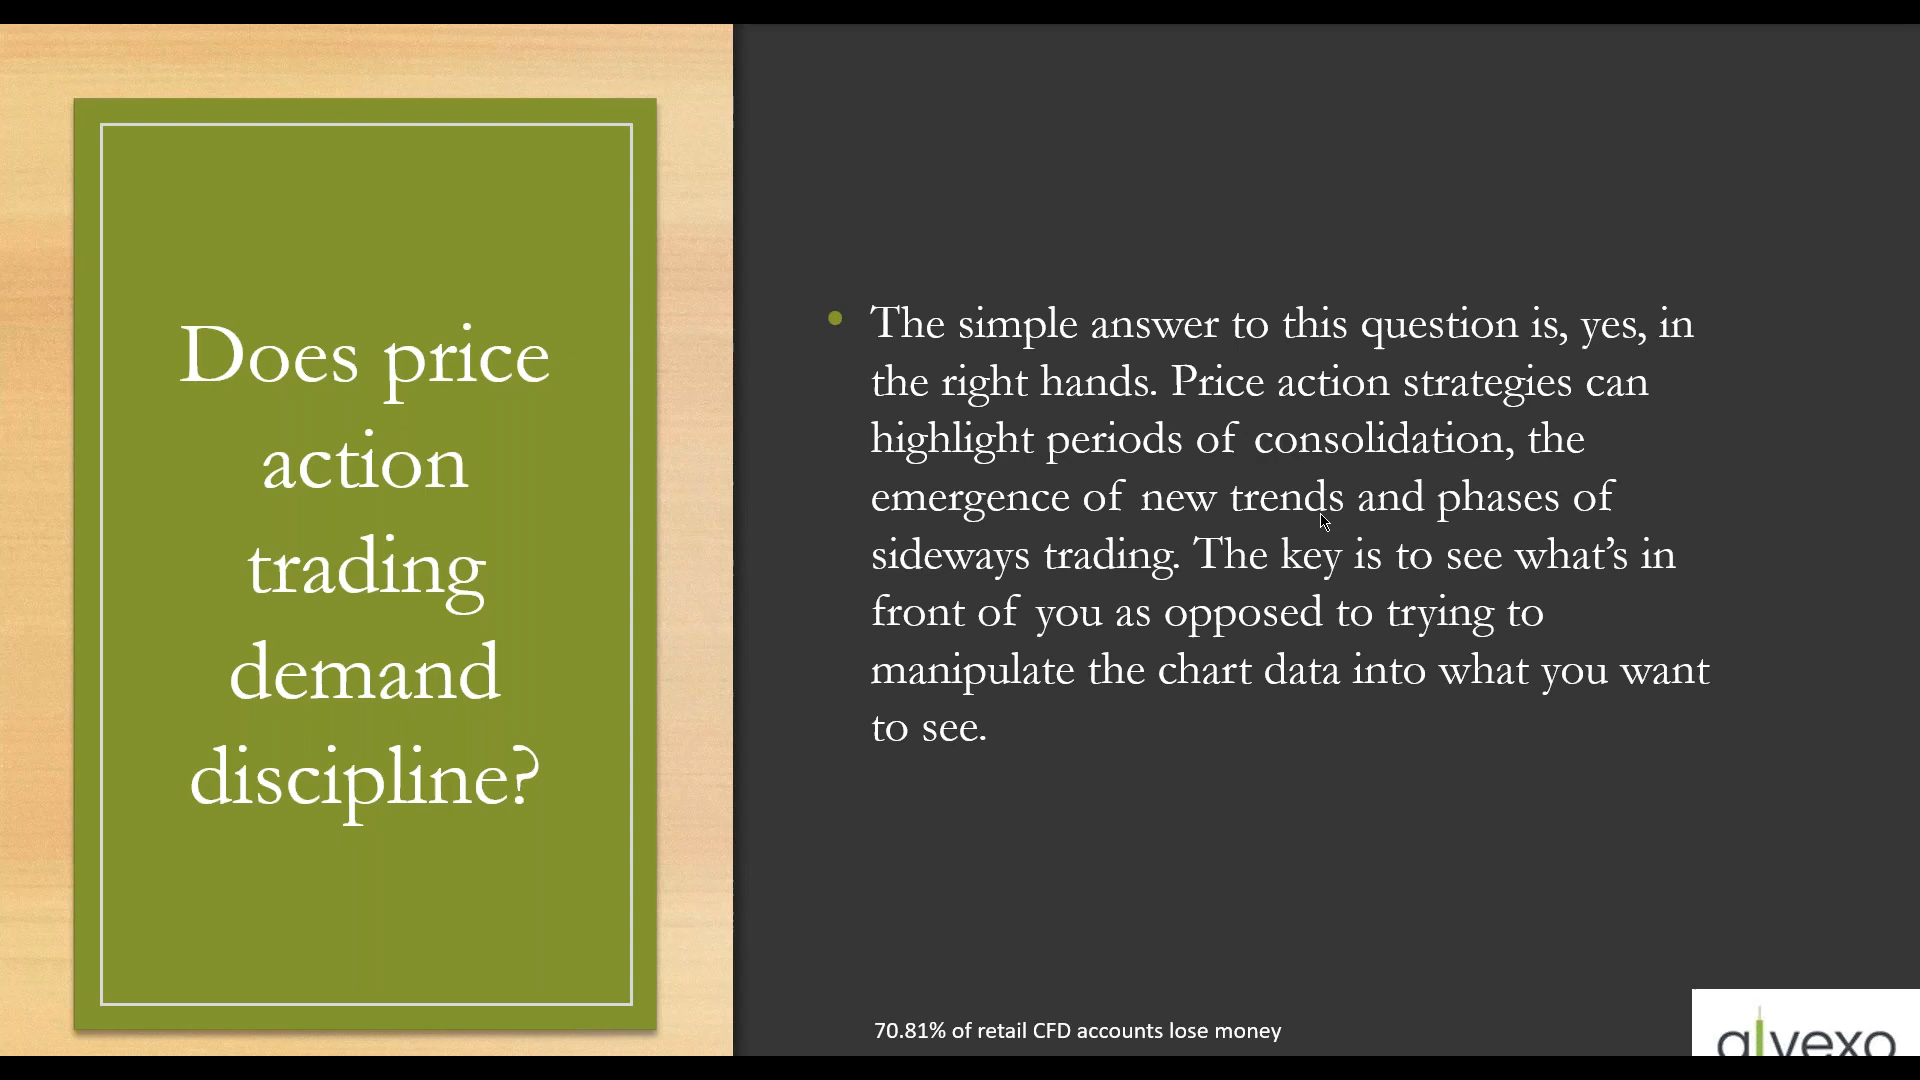 Does price
action
trading
demand
discipline?
The simple answer to this question is, yes, in
the right hands. Price action strategies can
highlight periods of consolidation, the
emergence of new trends and phases of
sideways trading. The key is to see what’s in
front of you as opposed to trying to
manipulate the chart data into what you want
to see.
70.81% of retail CFD accounts lose money
alvexo